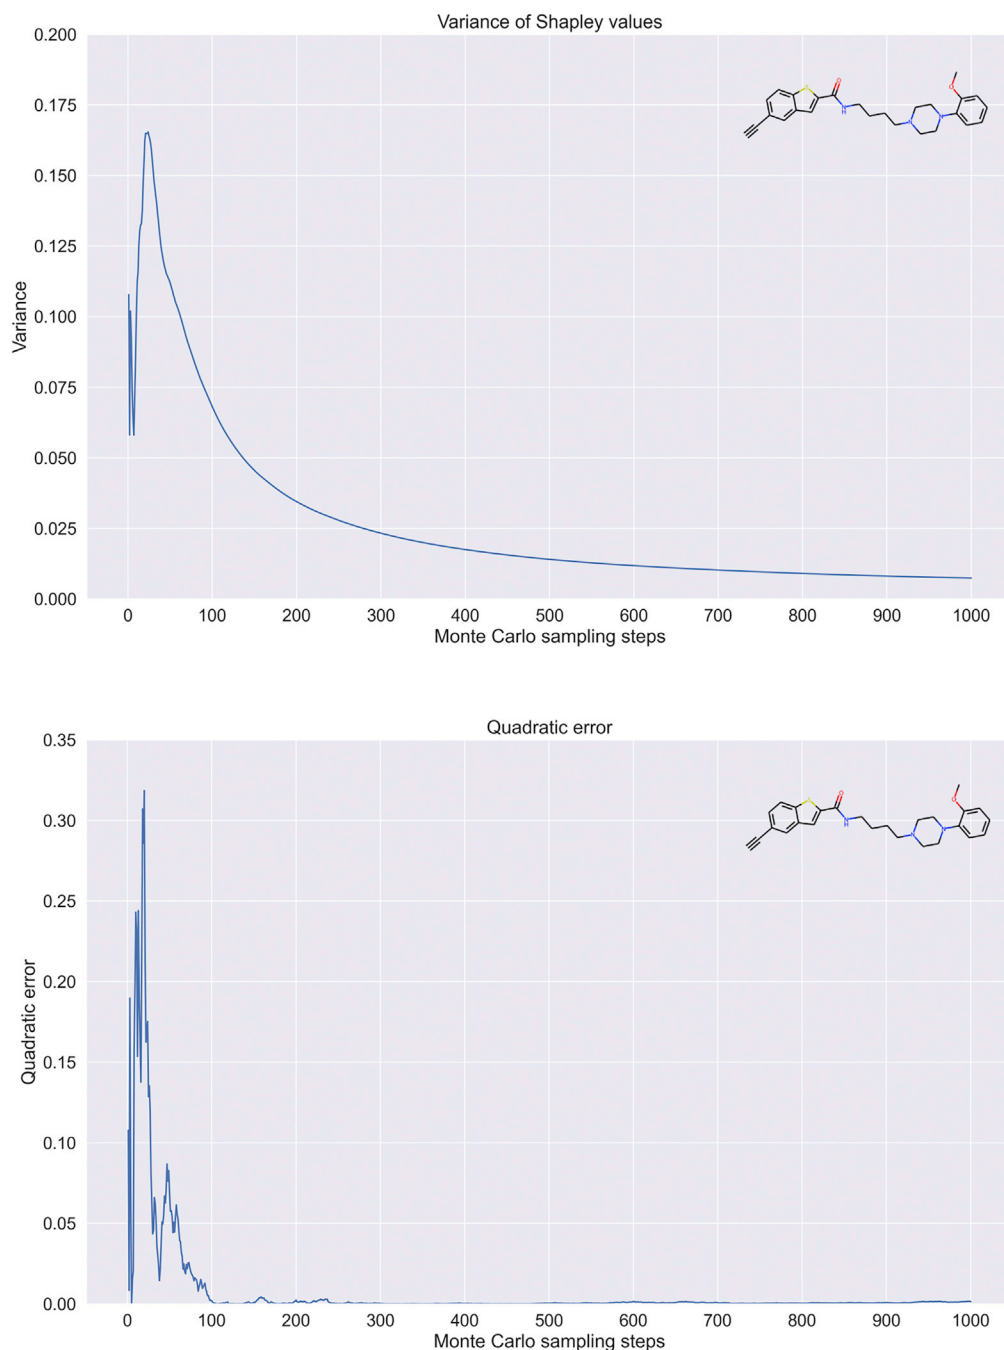 Variance of Shapley values
0.200
0.175
0.150
0.125
0.100
0.075
0.050
0.025
0.000
Variance
O
S
N
H
N
N
O
0 100 200 300 400 500 600 700 800 900 1000
Monte Carlo sampling steps
Quadratic error
0.35
0.30
0.25
0.20
0.15
0.10
0.05
0.00
Quadratic error
O
S
N
H
N
N
O
0 100 200 300 400 500 600 700 800 900 1000
Monte Carlo sampling steps